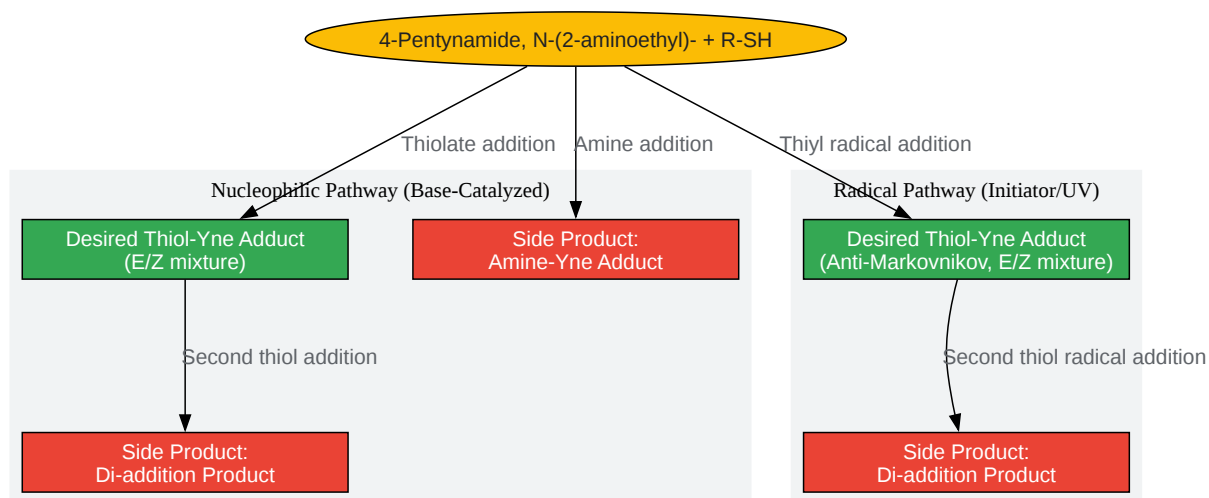 4-Pentynamide, N-(2-aminoethyl)- + R-SH
Thiolate addition
Amine addition
Thiyl radical addition
Nucleophilic Pathway (Base-Catalyzed)
Radical Pathway (Initiator/UV)
Desired Thiol-Yne Adduct
(E/Z mixture)
Side Product:
Amine-Yne Adduct
Desired Thiol-Yne Adduct
(Anti-Markovnikov, E/Z mixture)
Second thiol addition
Second thiol radical addition
Side Product:
Di-addition Product
Side Product:
Di-addition Product